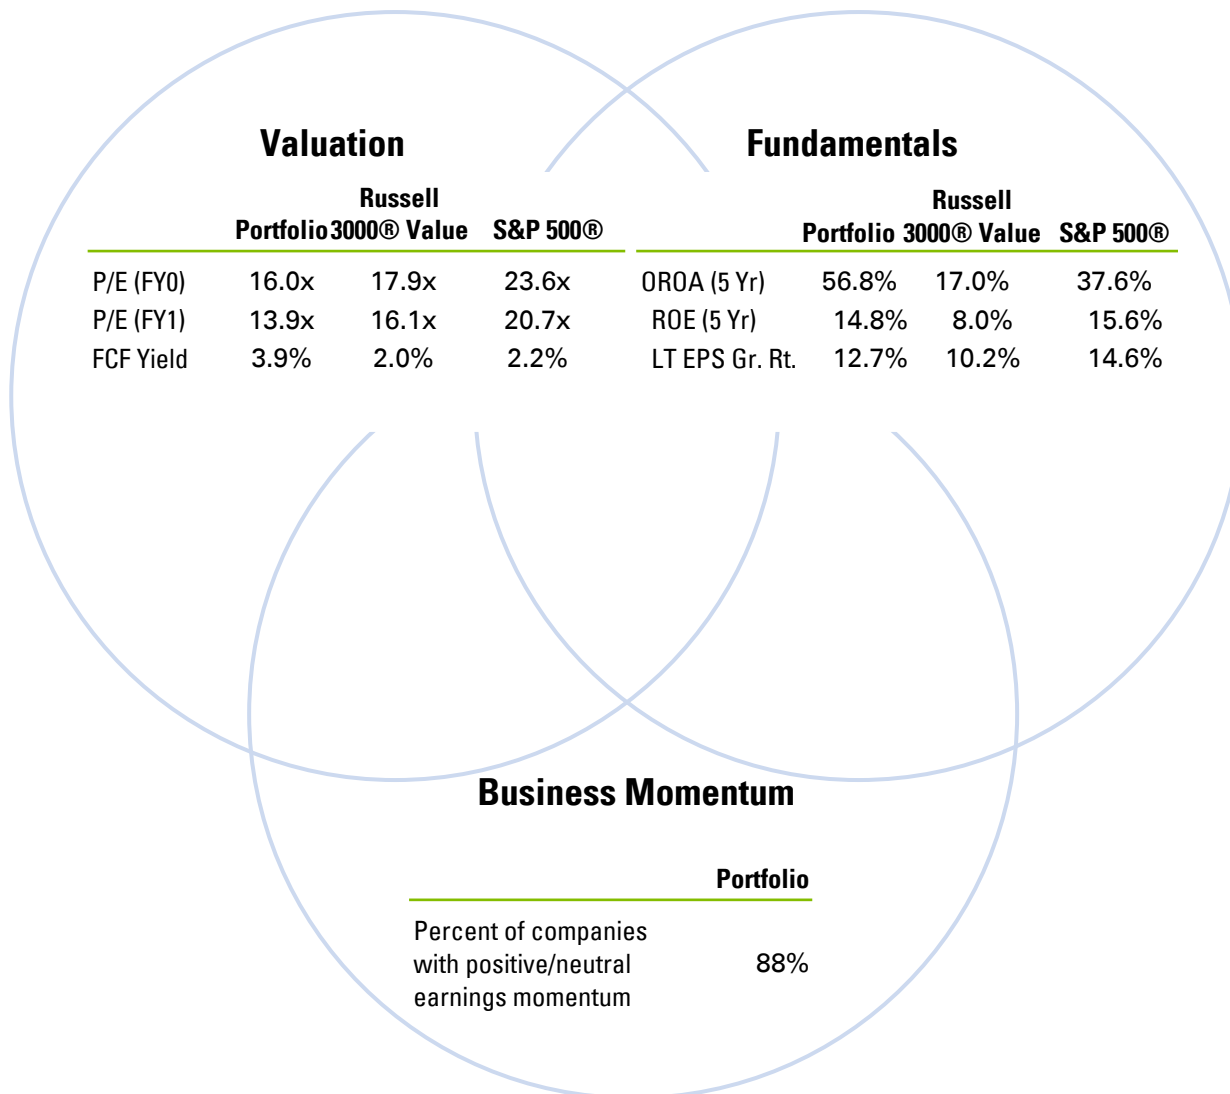 Valuation
Russell
Portfolio 3000® Value S&P 500®
P/E (FY0) 16.0x 17.9x 23.6x
P/E (FY1) 13.9x 16.1x 20.7x
FCF Yield 3.9% 2.0% 2.2%
Fundamentals
Russell
Portfolio 3000® Value S&P 500®
OROA (5 Yr) 56.8% 17.0% 37.6%
ROE (5 Yr) 14.8% 8.0% 15.6%
LT EPS Gr. Rt. 12.7% 10.2% 14.6%
Business Momentum
Portfolio
Percent of companies
with positive/neutral 88%
earnings momentum